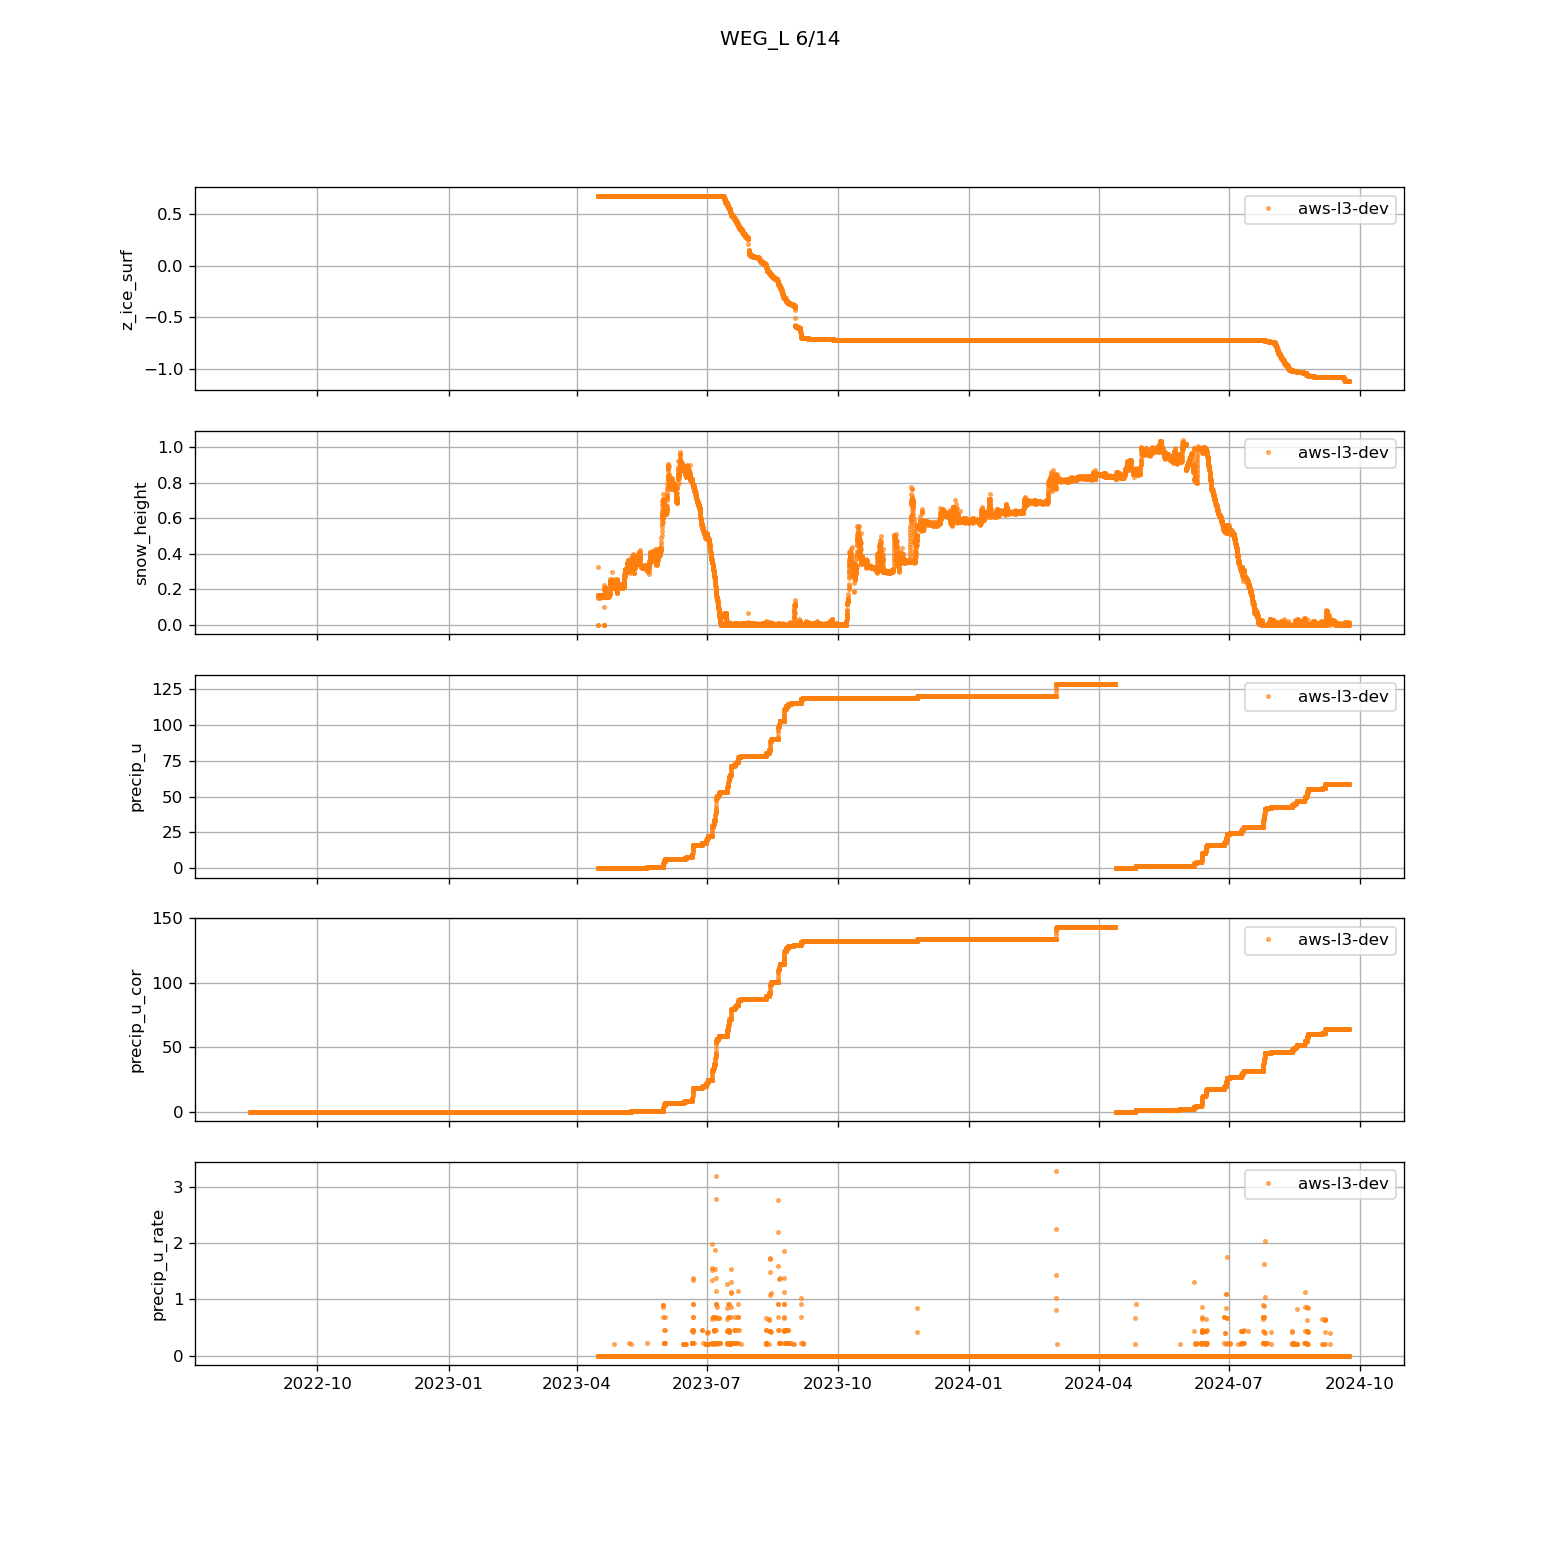 WEG_L 6/14
0.5
0.0
−0.5
−1.0
z_ice_surf
aws-l3-dev
1.0
0.8
0.6
0.4
0.2
0.0
snow_height
aws-l3-dev
125
100
75
50
25
0
precip_u
aws-l3-dev
150
100
50
0
precip_u_cor
aws-l3-dev
3
2
1
0
precip_u_rate
aws-l3-dev
2022-10 2023-01 2023-04 2023-07 2023-10 2024-01 2024-04 2024-07 2024-10